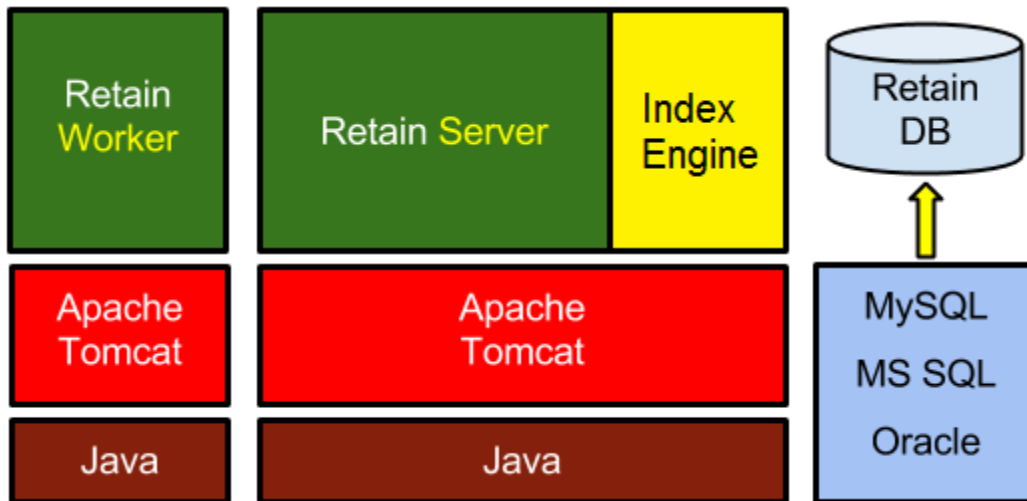 Retain
Worker
Retain Server
Index
Engine
Retain
DB
Apache
Tomcat
Apache
Tomcat
MySQL
MS SQL
Oracle
Java
Java